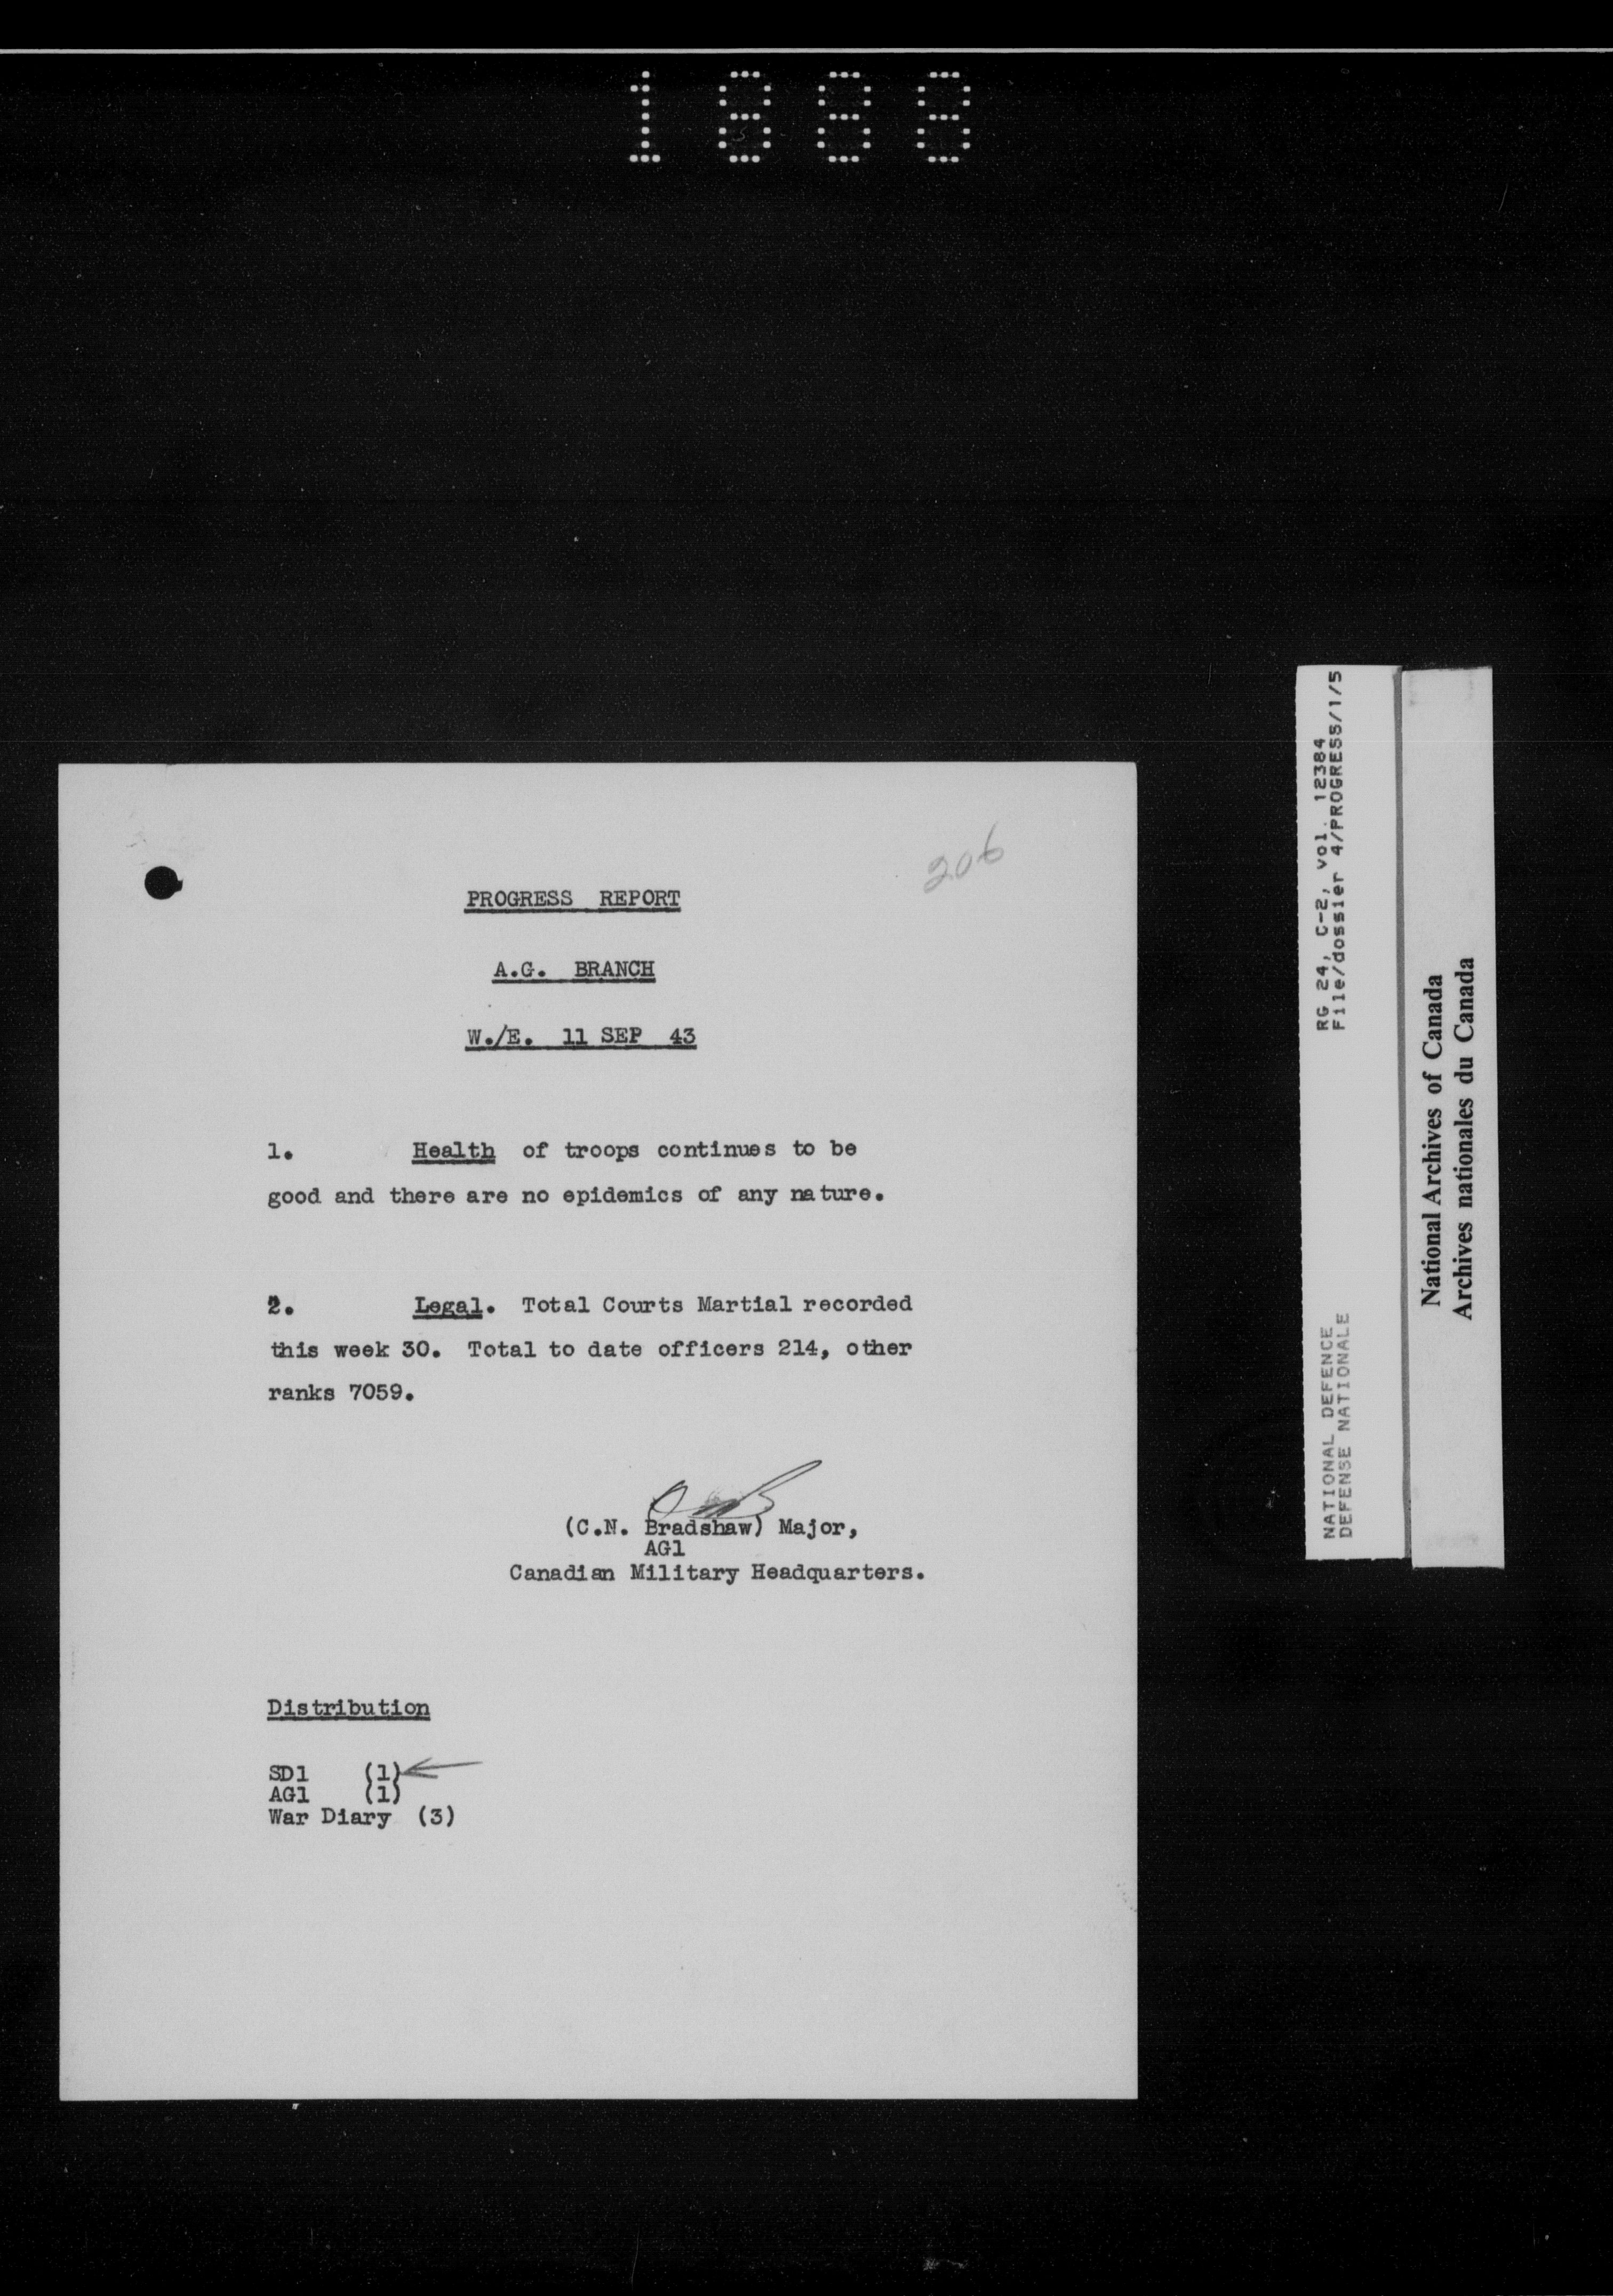 1888
206
PROGRESS REPORT
A.G. BRANCH
W./E. 11 SEP 43
1. Health of troops continues to be
good and there are no epidemics of any nature.
2. Legal. Total Courts Martial recorded
this week 30. Total to date officers 214, other
ranks 7059.
(C.N. Bradshaw) Major,
AG1
Canadian Military Headquarters.
Distribution
SD1 (1)
AG1 (1)
War Diary (3)
NATIONAL DEFENCE RG 24, C-2, vol. 12384
DEFENSE NATIONALE File/dossier 4/PROGRESS/1/5
National Archives of Canada
Archives nationales du Canada